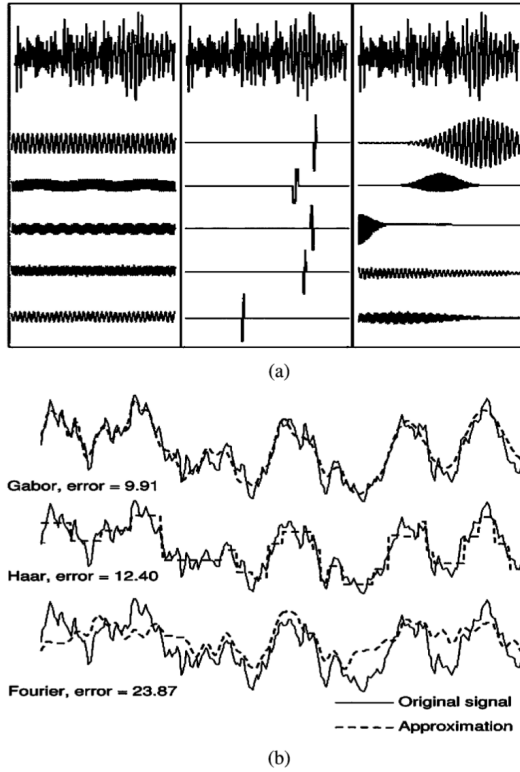 (a)
Gabor, error = 9.91
Haar, error = 12.40
Fourier, error = 23.87
Original signal
Approximation
(b)